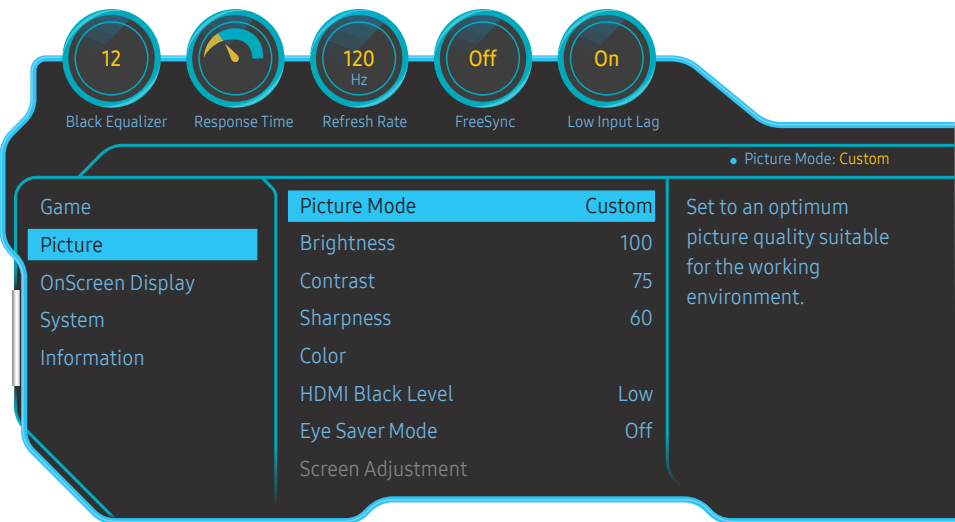 12
120
Hz
Off
On
Black Equalizer
Response Time
Refresh Rate
FreeSync
Low Input Lag
• Picture Mode: Custom
Game
Picture
OnScreen Display
System
Information
Picture Mode Custom
Brightness 100
Contrast 75
Sharpness 60
Color
HDMI Black Level Low
Eye Saver Mode Off
Screen Adjustment
Set to an optimum
picture quality suitable
for the working
environment.